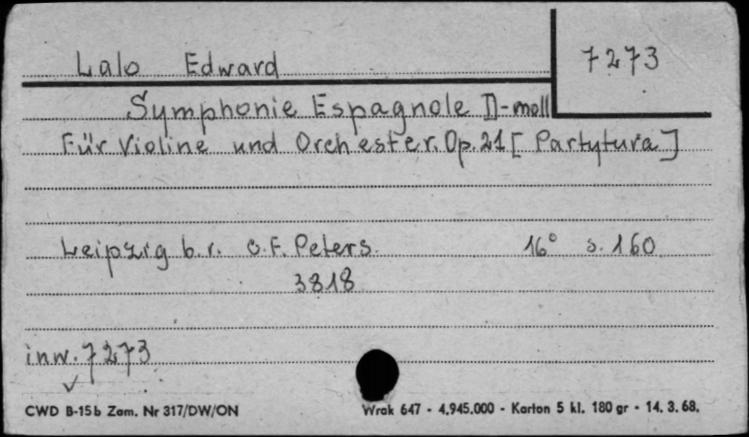 Lalo Edward
7273
Symphonie Espagnole D-moll
Für Violine und Orchester. Op. 21 [Partytura]
Leipzig b.r. C.F. Peters. 16° s. 160
3818
inw. 7273
CWD B-15b Zam. Nr 317/DW/ON
Wrak 647 - 4.945.000 - Karton 5 kl. 180 gr - 14. 3. 68.